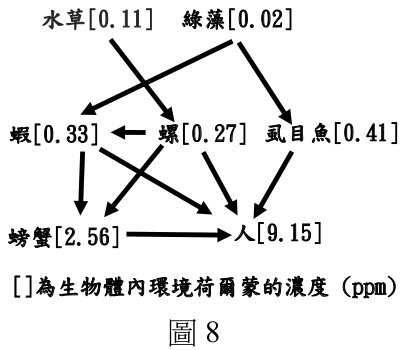 水草[0.11] 綠藻[0.02]
蝦[0.33] 螺[0.27] 虱目魚[0.41]
螃蟹[2.56] 人[9.15]
[]為生物體內環境荷爾蒙的濃度 (ppm)
圖 8